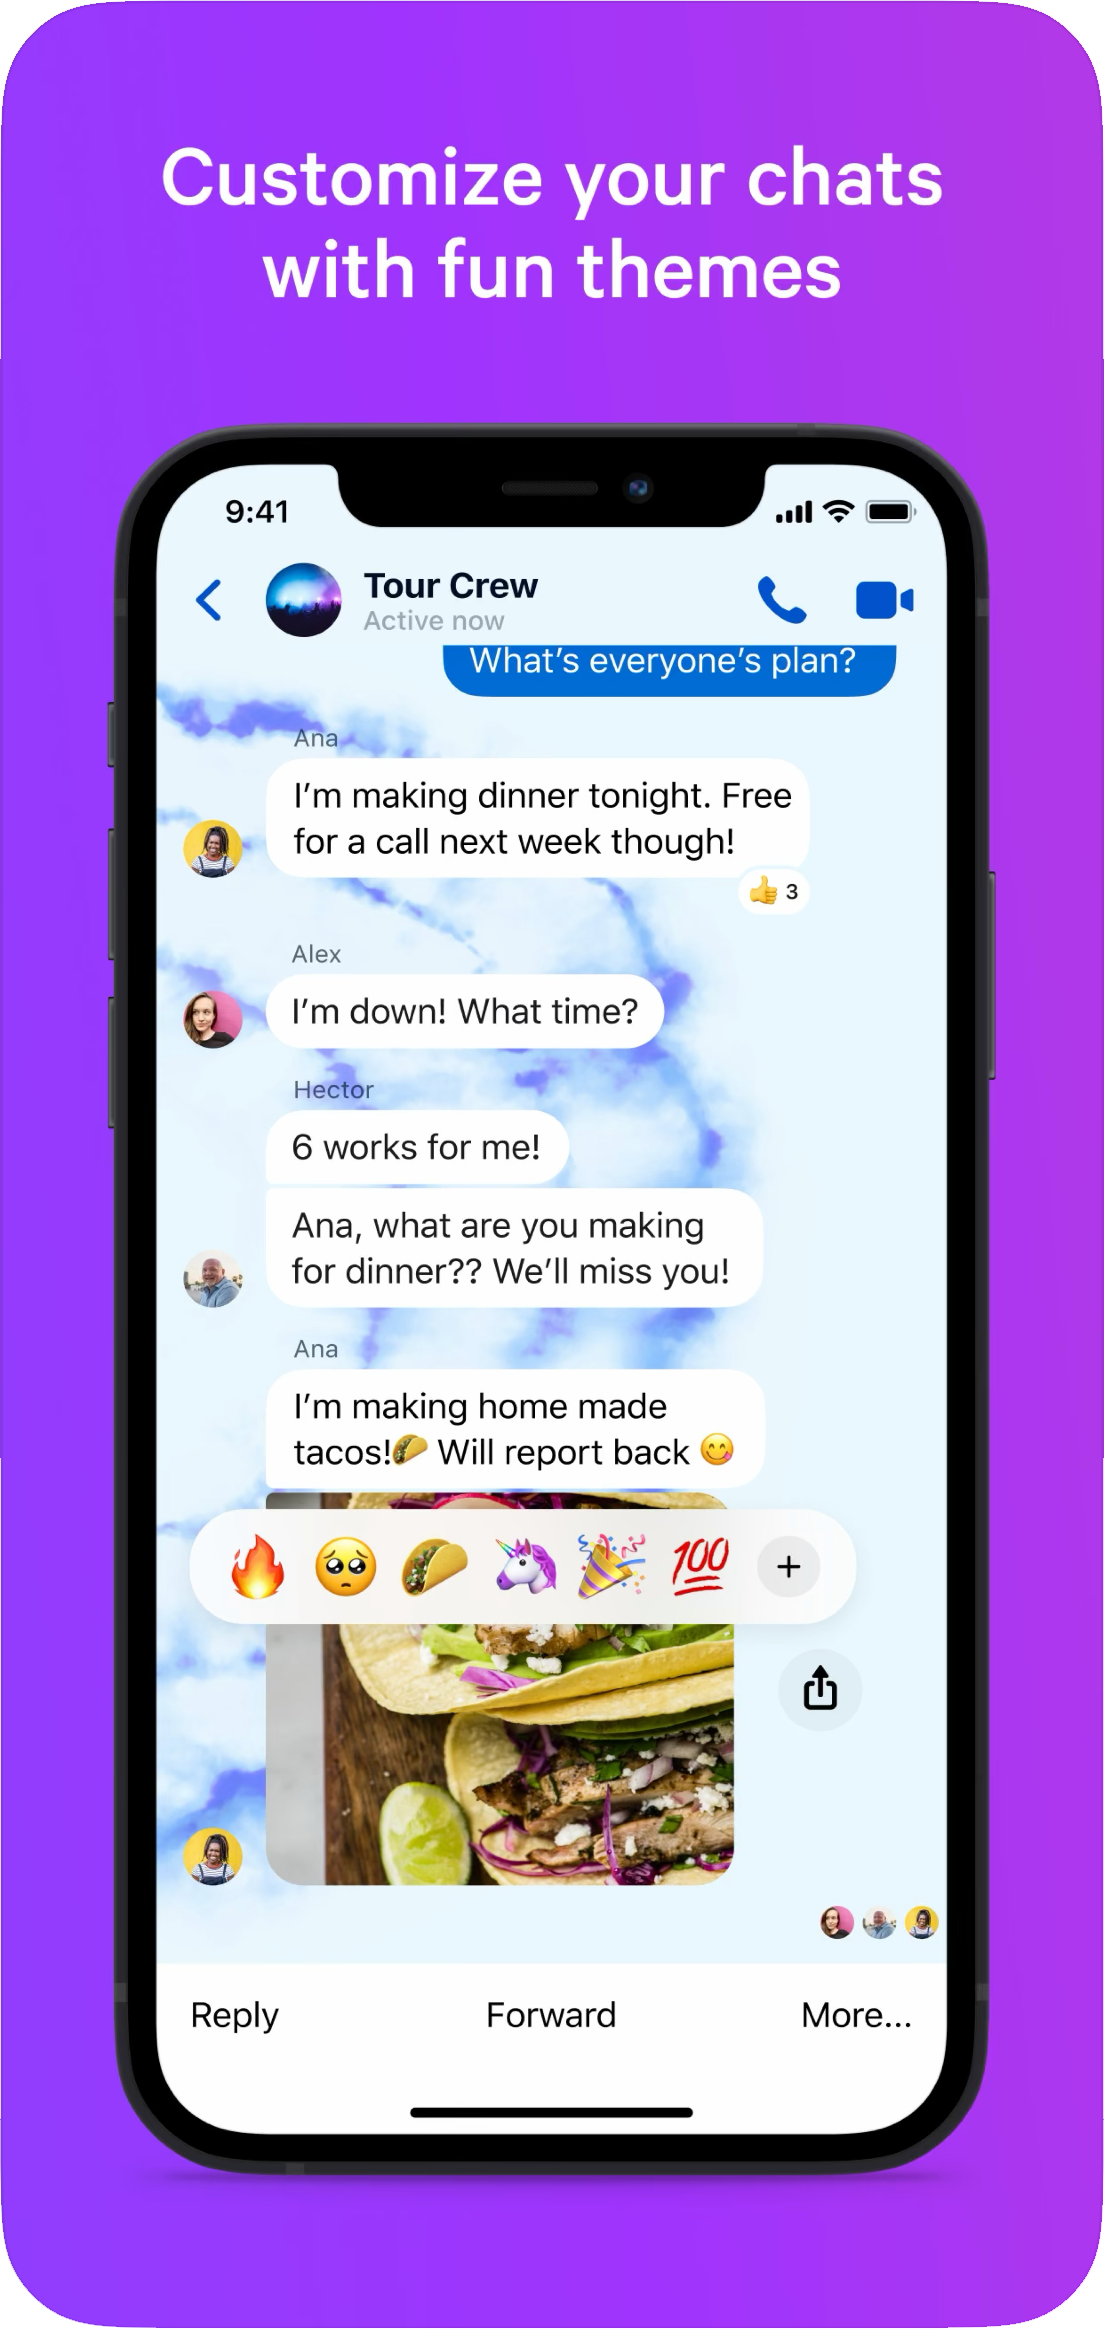 Customize your chats
with fun themes
9:41
Tour Crew
Active now
What’s everyone’s plan?
Ana
I’m making dinner tonight. Free
for a call next week though!
👍 3
Alex
I’m down! What time?
Hector
6 works for me!
Ana, what are you making
for dinner?? We’ll miss you!
Ana
I’m making home made
tacos!🌮 Will report back 😋
🔥 🥺 🌮 🦄 🎉 💯 +
Reply Forward More...